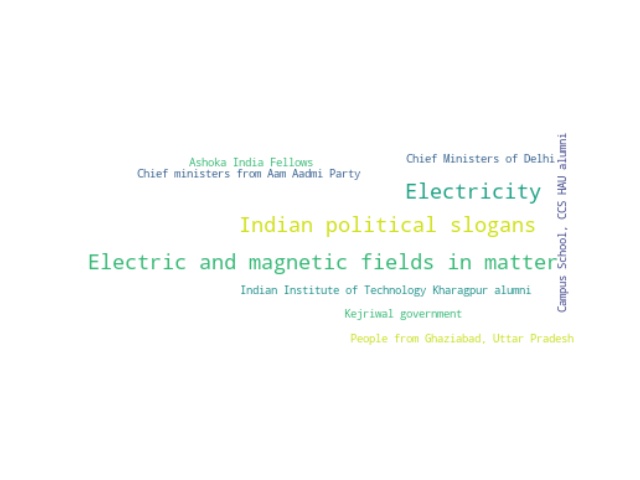 Chief Ministers of Delhi
Ashoka India Fellows
Chief ministers from Aam Aadmi Party
Electricity
Indian political slogans
Electric and magnetic fields in matter
Indian Institute of Technology Kharagpur alumni
Kejriwal government
People from Ghaziabad, Uttar Pradesh
Campus School, CCS HAU alumni